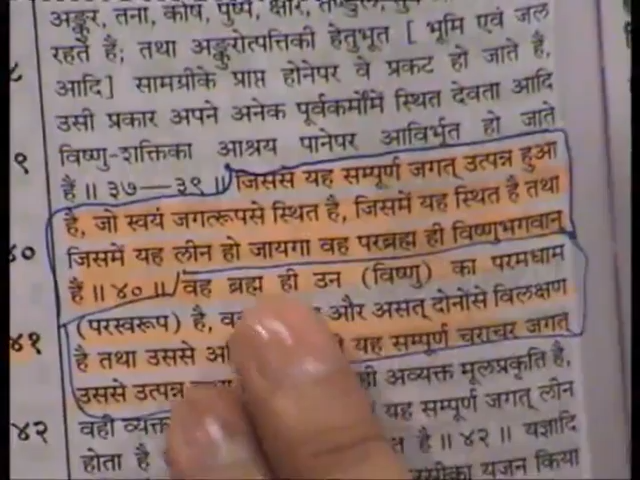 अङ्कुर, तना, कोष, पुष्प, क्षीर,
रहते हैं; तथा अङ्कुरोत्पत्तिकी हेतुभूत [ भूमि एवं जल
८ आदि] सामग्रीके प्राप्त होनेपर वे प्रकट हो जाते हैं,
उसी प्रकार अपने अनेक पूर्वकर्मोंमें स्थित देवता आदि
विष्णु-शक्तिका आश्रय पानेपर आविर्भूत हो जाते
९ हैं ॥ ३७—३९ ॥ जिससे यह सम्पूर्ण जगत् उत्पन्न हुआ
है, जो स्वयं जगत्‌रूपसे स्थित है, जिसमें यह स्थित है तथा
४० जिसमें यह लीन हो जायगा वह परब्रह्म ही विष्णुभगवान्
हैं ॥ ४० ॥ वह ब्रह्म ही उन (विष्णु) का परमधाम
(परस्वरूप) है, और असत् दोनोंसे विलक्षण
४१ है तथा उससे यह सम्पूर्ण चराचर जगत्
उससे उत्पन्न अव्यक्त मूलप्रकृति है,
४२ वही यह सम्पूर्ण जगत् लीन
होता है है ॥ ४२ ॥ यज्ञादि
यजन किया